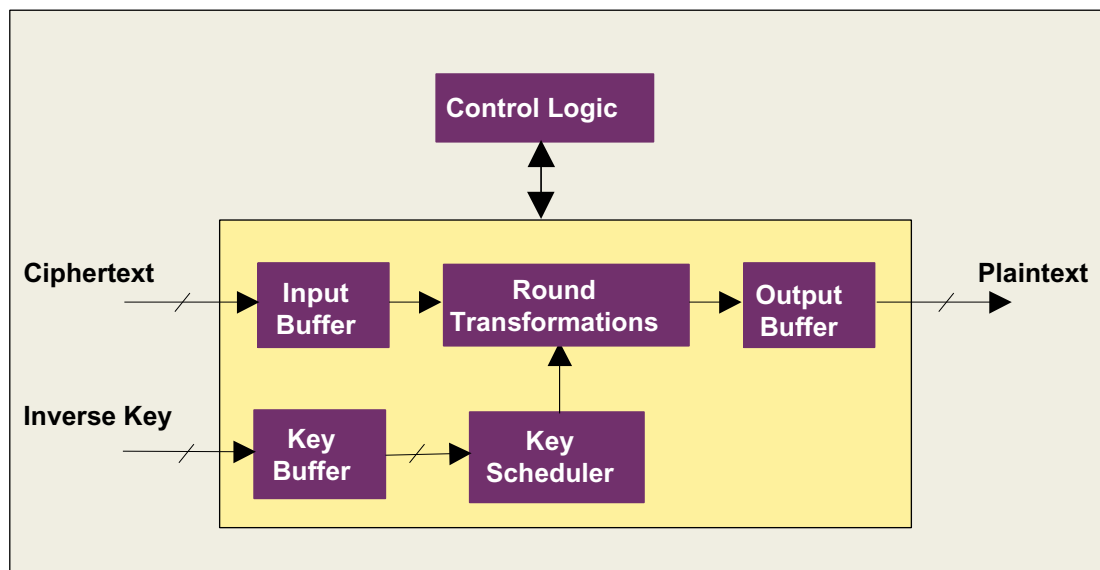 Control Logic
Ciphertext
Input
Buffer
Round
Transformations
Output
Buffer
Plaintext
Inverse Key
Key
Buffer
Key
Scheduler